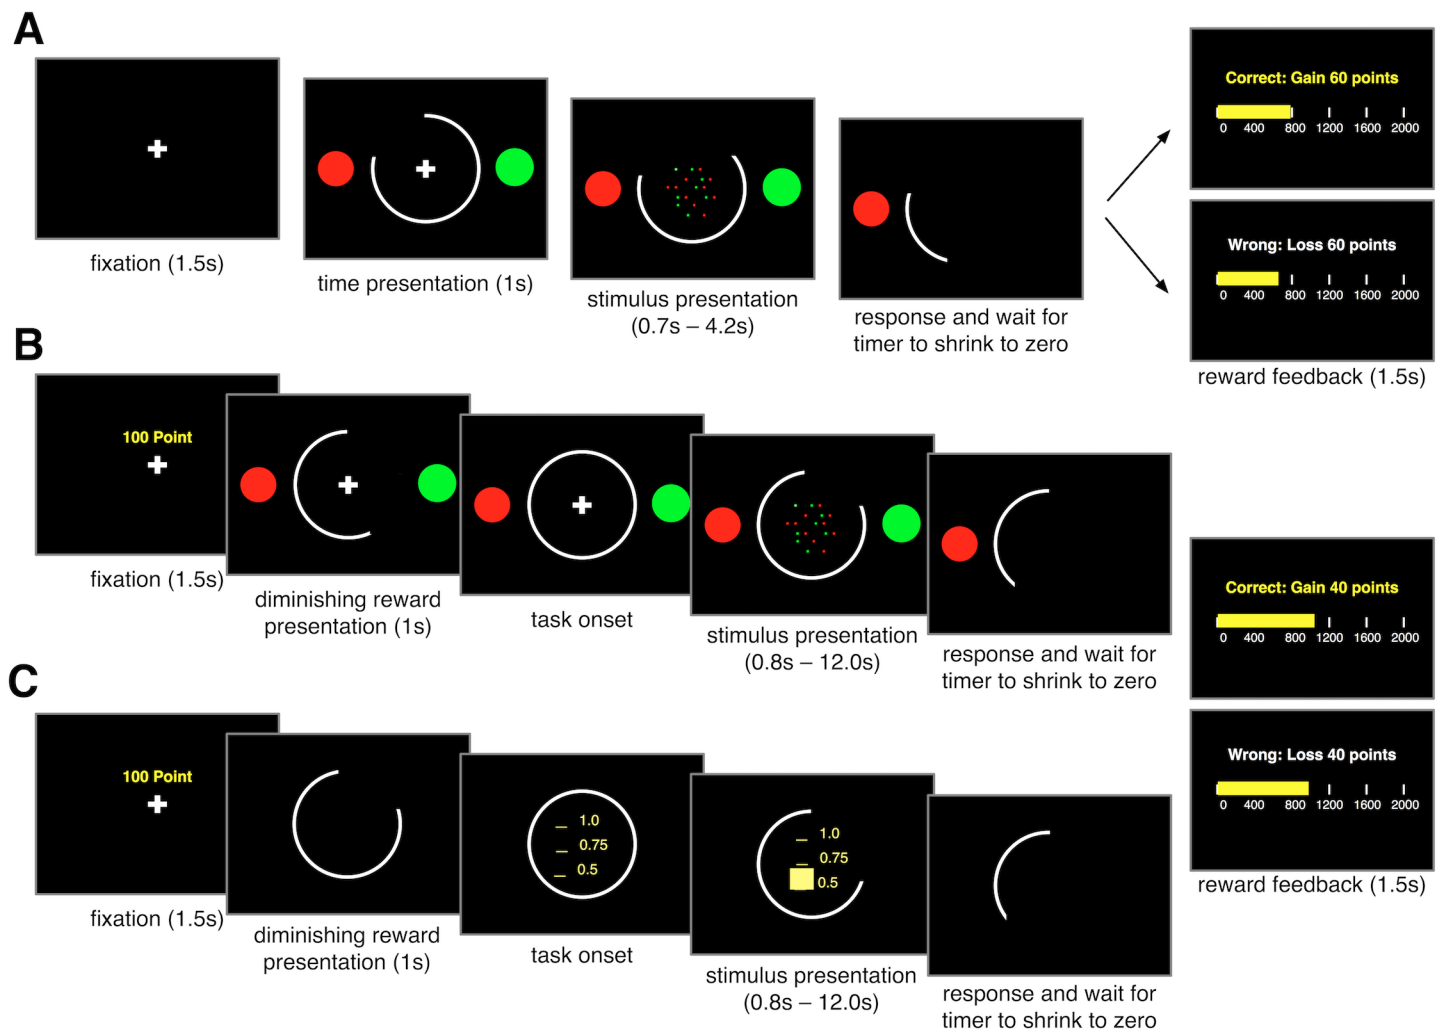 A
fixation (1.5s)
time presentation (1s)
stimulus presentation
(0.7s – 4.2s)
response and wait for
timer to shrink to zero
Correct: Gain 60 points
0 400 800 1200 1600 2000
Wrong: Loss 60 points
0 400 800 1200 1600 2000
reward feedback (1.5s)
B
100 Point
fixation (1.5s)
diminishing reward
presentation (1s)
task onset
stimulus presentation
(0.8s – 12.0s)
response and wait for
timer to shrink to zero
Correct: Gain 40 points
0 400 800 1200 1600 2000
C
100 Point
fixation (1.5s)
diminishing reward
presentation (1s)
1.0
0.75
0.5
task onset
1.0
0.75
0.5
stimulus presentation
(0.8s – 12.0s)
response and wait for
timer to shrink to zero
Wrong: Loss 40 points
0 400 800 1200 1600 2000
reward feedback (1.5s)